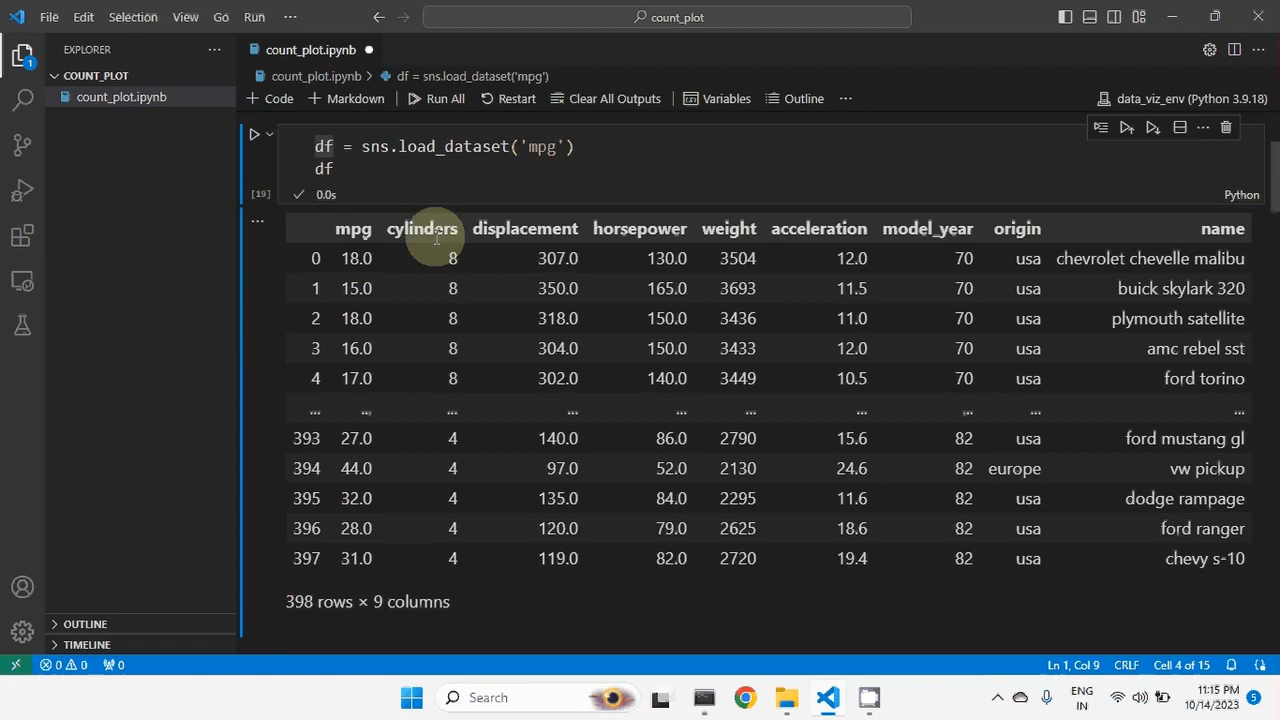 File Edit Selection View Go Run ··· count_plot
EXPLORER ···
COUNT_PLOT
count_plot.ipynb
OUTLINE
TIMELINE
count_plot.ipynb
count_plot.ipynb > df = sns.load_dataset('mpg')
+ Code + Markdown Run All Restart Clear All Outputs Variables Outline ··· data_viz_env (Python 3.9.18)
df = sns.load_dataset('mpg')
df
[19] 0.0s Python
mpg cylinders displacement horsepower weight acceleration model_year origin name
0 18.0 8 307.0 130.0 3504 12.0 70 usa chevrolet chevelle malibu
1 15.0 8 350.0 165.0 3693 11.5 70 usa buick skylark 320
2 18.0 8 318.0 150.0 3436 11.0 70 usa plymouth satellite
3 16.0 8 304.0 150.0 3433 12.0 70 usa amc rebel sst
4 17.0 8 302.0 140.0 3449 10.5 70 usa ford torino
... ... ... ... ... ... ... ... ... ...
393 27.0 4 140.0 86.0 2790 15.6 82 usa ford mustang gl
394 44.0 4 97.0 52.0 2130 24.6 82 europe vw pickup
395 32.0 4 135.0 84.0 2295 11.6 82 usa dodge rampage
396 28.0 4 120.0 79.0 2625 18.6 82 usa ford ranger
397 31.0 4 119.0 82.0 2720 19.4 82 usa chevy s-10
398 rows × 9 columns
0 0 0 Ln 1, Col 9 CRLF Cell 4 of 15
Search
ENG
IN
11:15 PM
10/14/2023
5
1